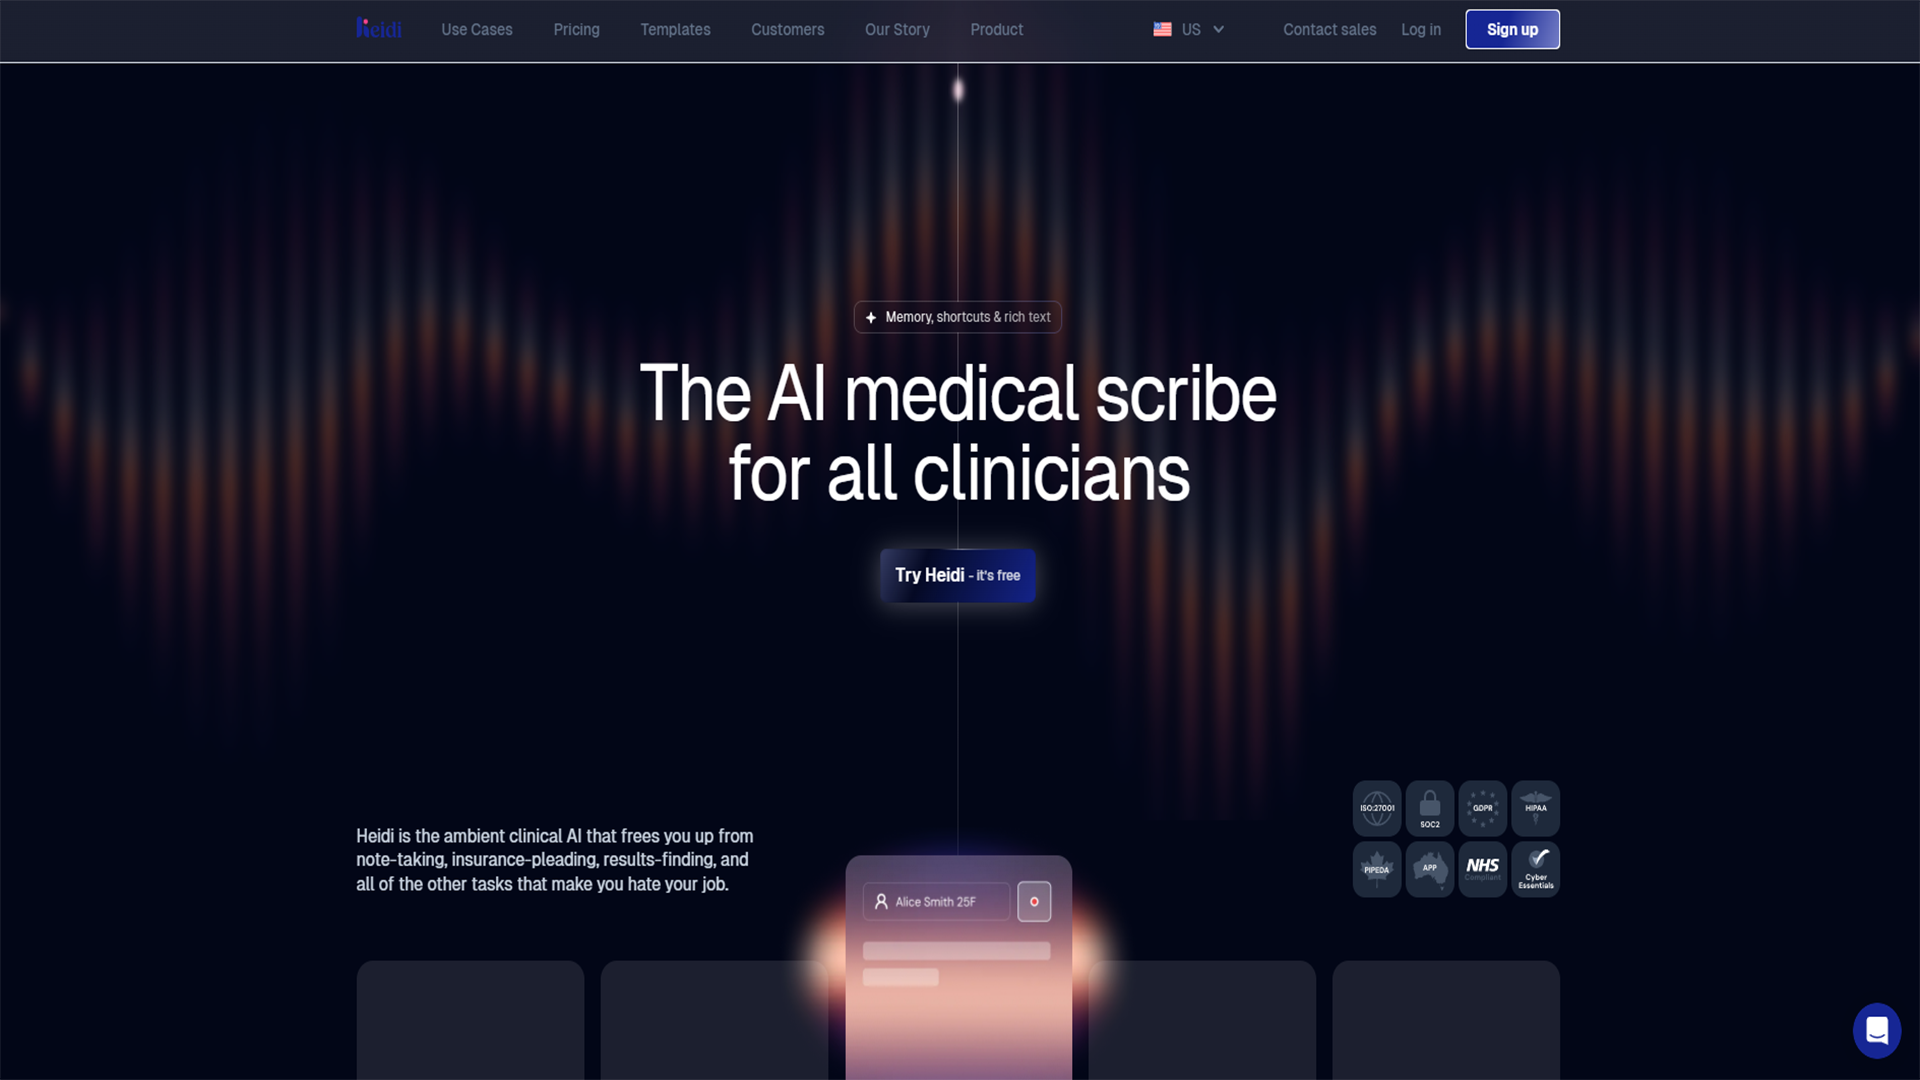 Heidi
Use Cases
Pricing
Templates
Customers
Our Story
Product
US
Contact sales
Log in
Sign up
Memory, shortcuts & rich text
The AI medical scribe
for all clinicians
Try Heidi - it's free
Heidi is the ambient clinical AI that frees you up from
note-taking, insurance-pleading, results-finding, and
all of the other tasks that make you hate your job.
ISO:27001
SOC2
GDPR
HIPAA
PIPEDA
APP
NHS
Compliant
Cyber
Essentials
Alice Smith 25F